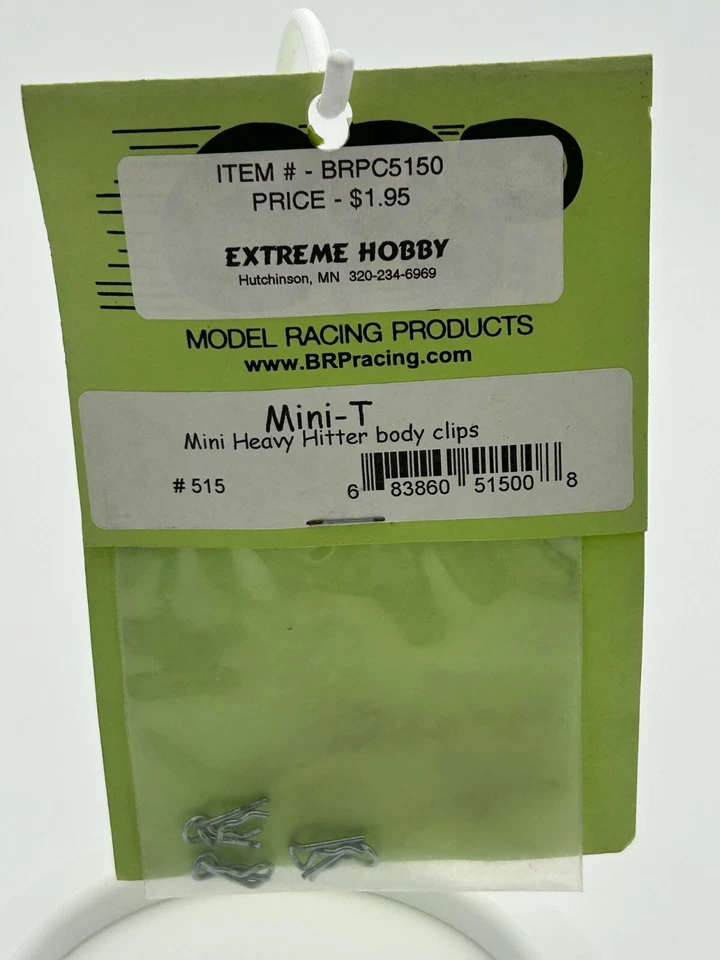 ITEM # - BRPC5150
PRICE - $1.95
EXTREME HOBBY
Hutchinson, MN 320-234-6969
MODEL RACING PRODUCTS
www.BRPracing.com
Mini-T
Mini Heavy Hitter body clips
# 515
6 83860 51500 8